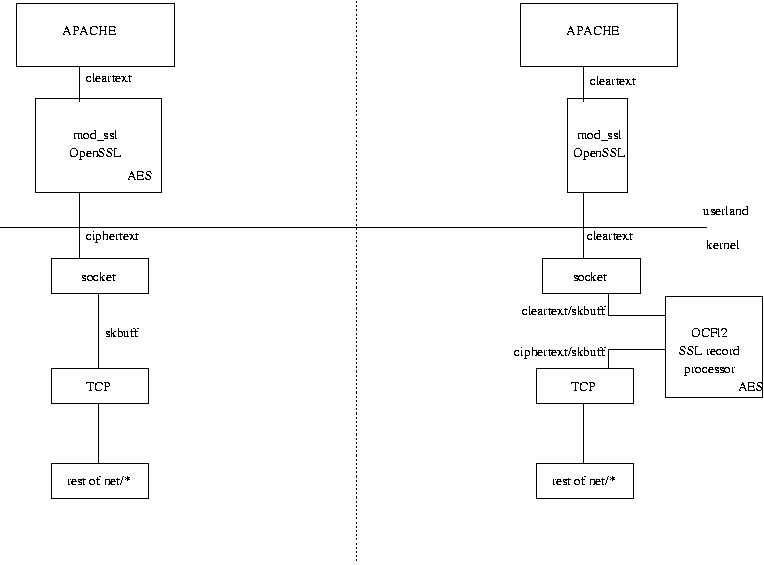 APACHE
cleartext
mod_ssl
OpenSSL
AES
ciphertext
socket
skbuff
TCP
rest of net/*
APACHE
cleartext
mod_ssl
OpenSSL
userland
cleartext
kernel
socket
cleartext/skbuff
OCFl2
SSL record
processor
AES
ciphertext/skbuff
TCP
rest of net/*